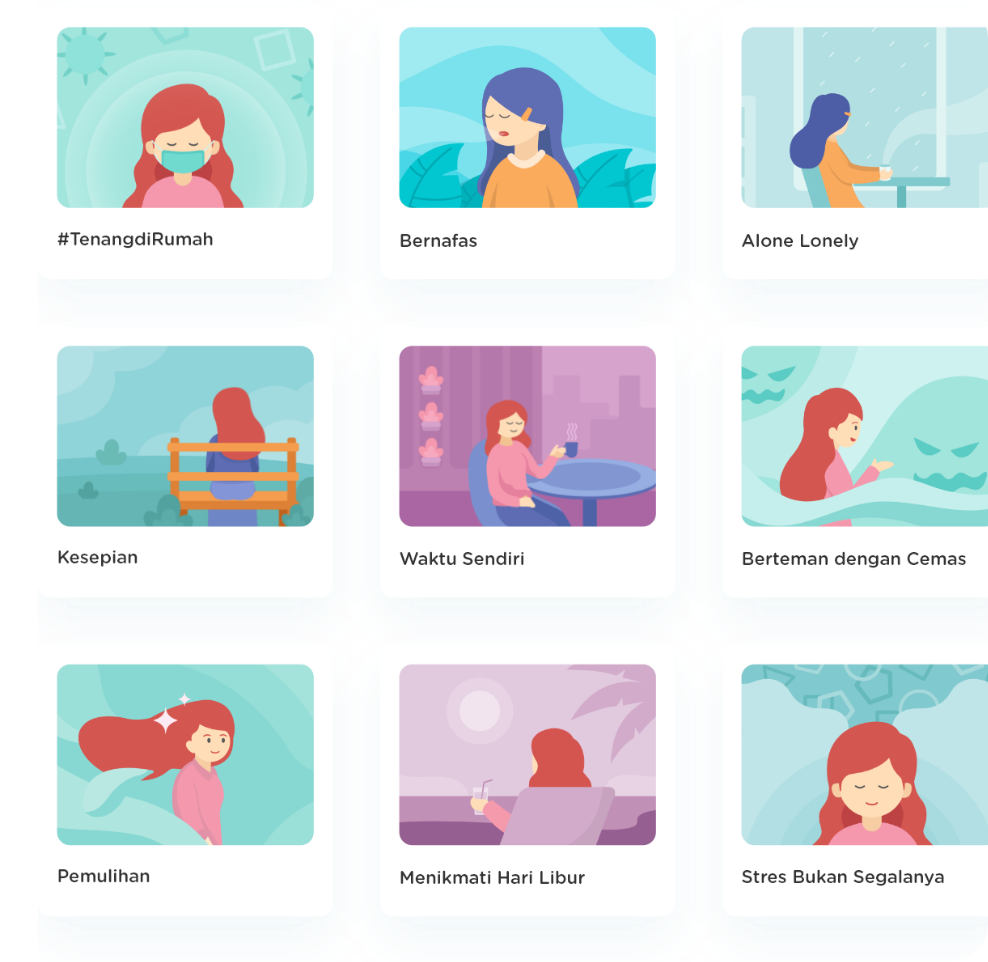 #TenangdiRumah
Bernafas
Alone Lonely
Kesepian
Waktu Sendiri
Berteman dengan Cemas
Pemulihan
Menikmati Hari Libur
Stres Bukan Segalanya